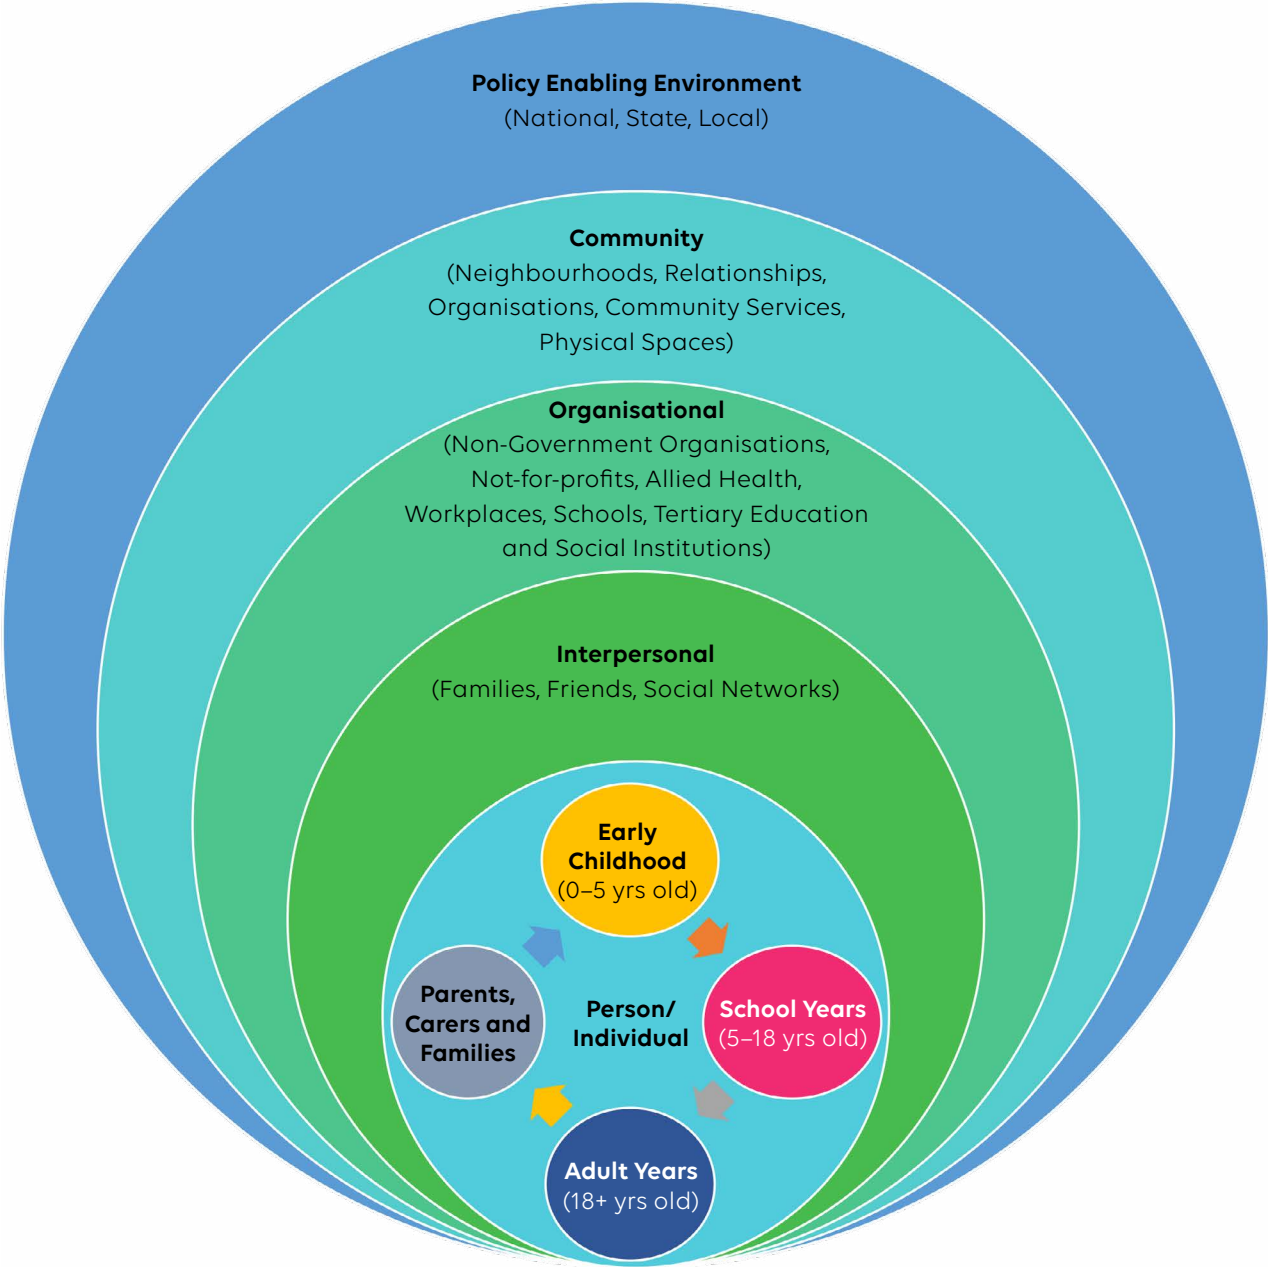 Policy Enabling Environment
(National, State, Local)
Community
(Neighbourhoods, Relationships,
Organisations, Community Services,
Physical Spaces)
Organisational
(Non-Government Organisations,
Not-for-profits, Allied Health,
Workplaces, Schools, Tertiary Education
and Social Institutions)
Interpersonal
(Families, Friends, Social Networks)
Early
Childhood
(0–5 yrs old)
Parents,
Carers and
Families
Person/
Individual
School Years
(5–18 yrs old)
Adult Years
(18+ yrs old)